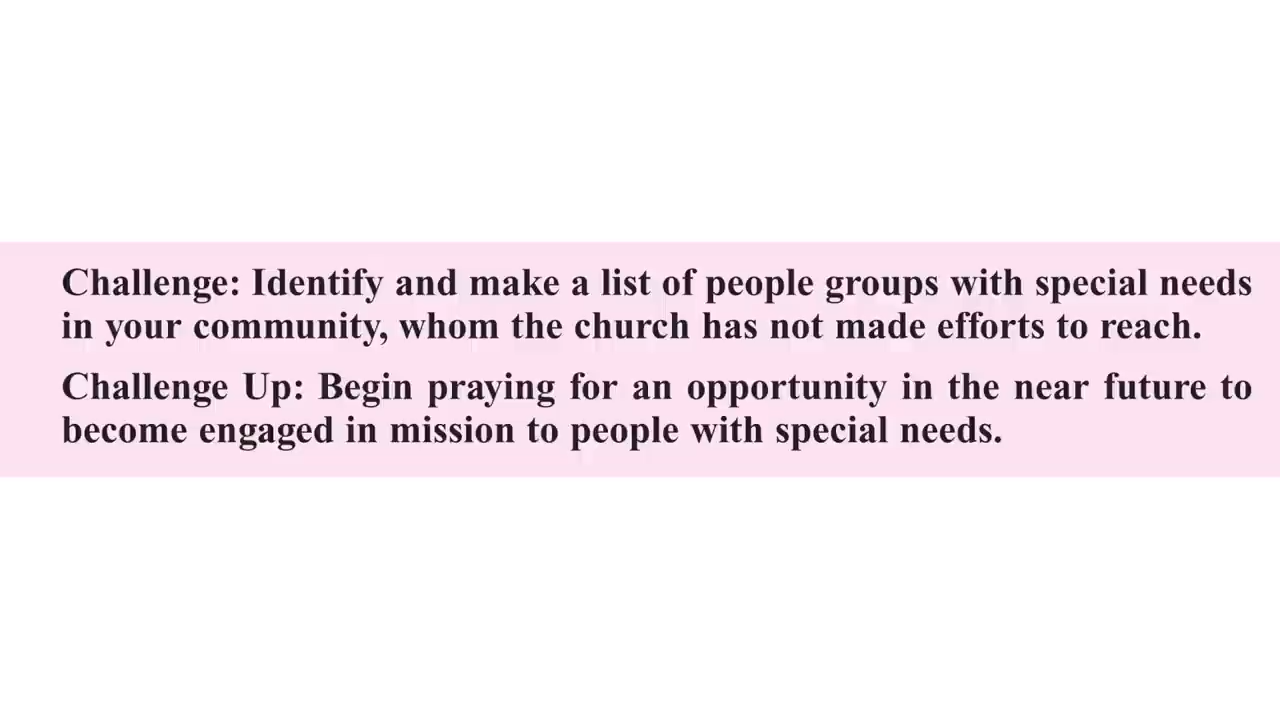 Challenge: Identify and make a list of people groups with special needs
in your community, whom the church has not made efforts to reach.
Challenge Up: Begin praying for an opportunity in the near future to
become engaged in mission to people with special needs.